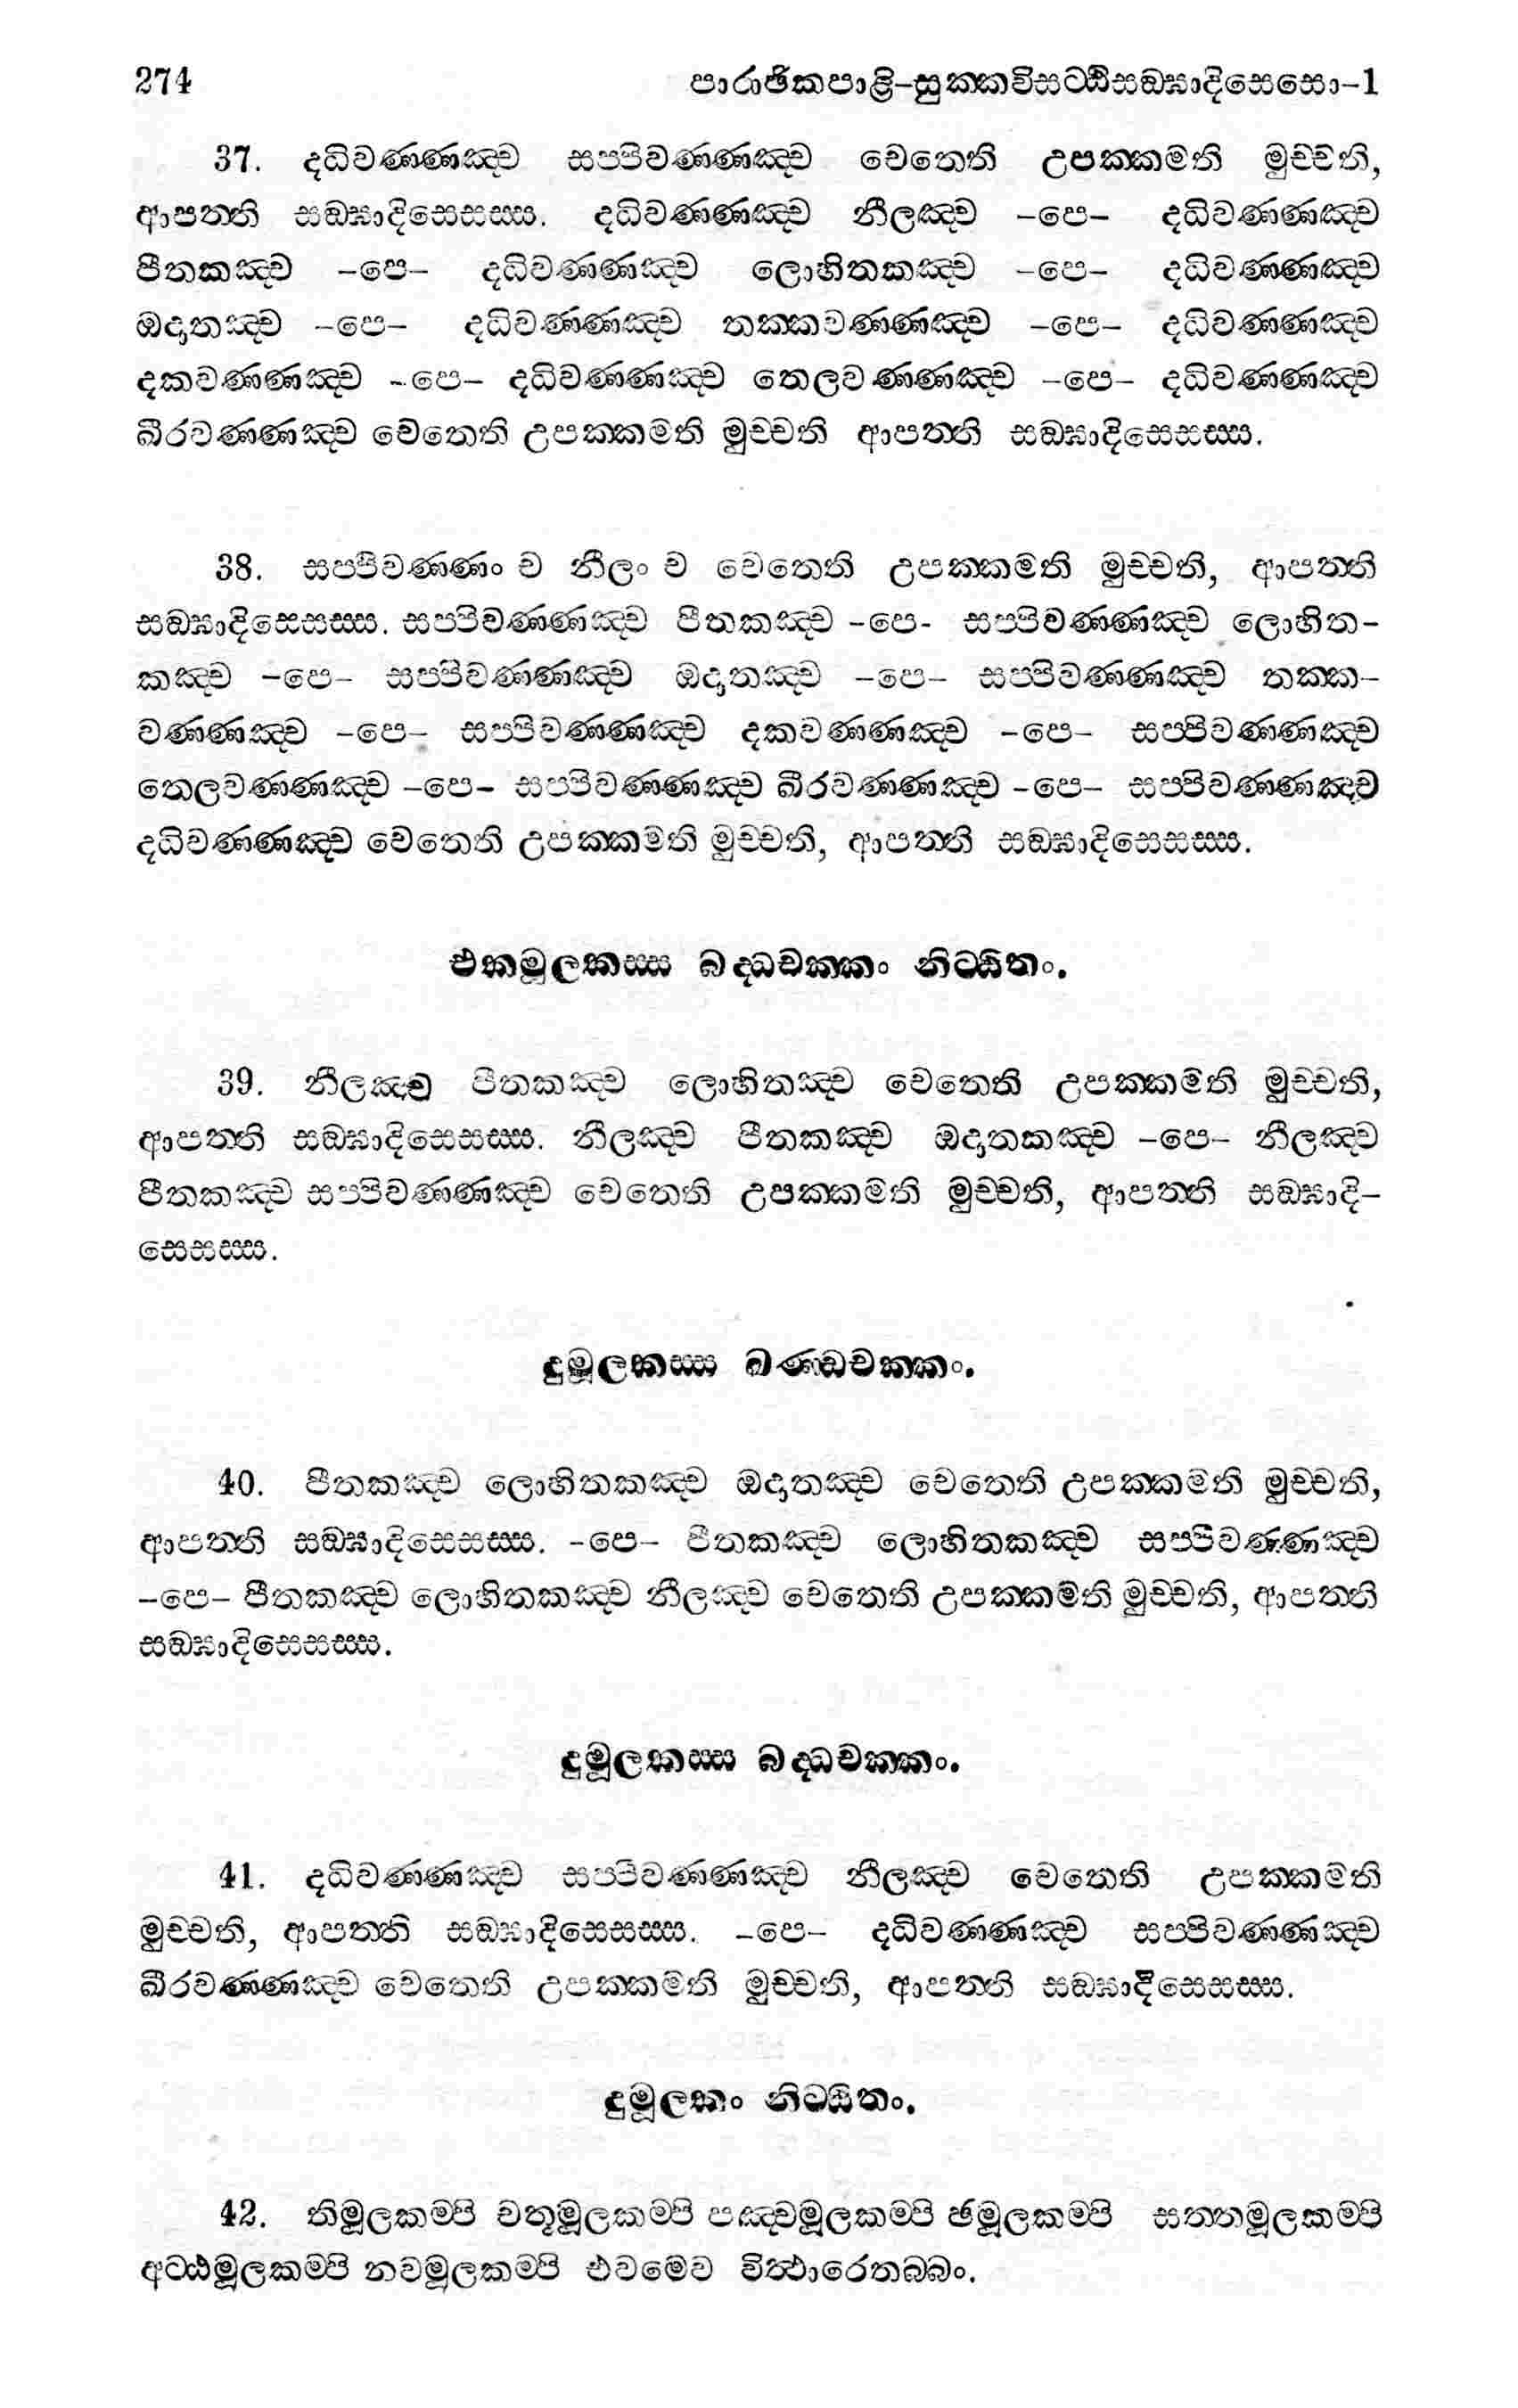 274 පාරාජිකපාළි-සුක්කවිසට්ඨිසඞ්ඝාදිසෙසො-1
37. දධිවණ්ණඤ්ච සප්පිවණ්ණඤ්ච චෙතෙති උපක්කමති මුච්චති,
ආපත්ති සඞ්ඝාදිසෙසස්ස. දධිවණ්ණඤ්ච නීලඤ්ච -පෙ- දධිවණ්ණඤ්ච
පීතකඤ්ච -පෙ- දධිවණ්ණඤ්ච ලොහිතකඤ්ච -පෙ- දධිවණ්ණඤ්ච
ඔදාතඤ්ච -පෙ- දධිවණ්ණඤ්ච තක්කවණ්ණඤ්ච -පෙ- දධිවණ්ණඤ්ච
දකවණ්ණඤ්ච -පෙ- දධිවණ්ණඤ්ච තෙලවණ්ණඤ්ච -පෙ- දධිවණ්ණඤ්ච
ඛීරවණ්ණඤ්ච චෙතෙති උපක්කමති මුච්චති ආපත්ති සඞ්ඝාදිසෙසස්ස.
38. සප්පිවණ්ණං ච නීලං ච චෙතෙති උපක්කමති මුච්චති, ආපත්ති
සඞ්ඝාදිසෙසස්ස. සප්පිවණ්ණඤ්ච පීතකඤ්ච -පෙ- සප්පිවණ්ණඤ්ච ලොහිත-
කඤ්ච -පෙ- සප්පිවණ්ණඤ්ච ඔදාතඤ්ච -පෙ- සප්පිවණ්ණඤ්ච තක්ක-
වණ්ණඤ්ච -පෙ- සප්පිවණ්ණඤ්ච දකවණ්ණඤ්ච -පෙ- සප්පිවණ්ණඤ්ච
තෙලවණ්ණඤ්ච -පෙ- සප්පිවණ්ණඤ්ච ඛීරවණ්ණඤ්ච -පෙ- සප්පිවණ්ණඤ්ච
දධිවණ්ණඤ්ච චෙතෙති උපක්කමති මුච්චති, ආපත්ති සඞ්ඝාදිසෙසස්ස.
එකමූලකස්ස බද්ධචක්කං නිට්ඨිතං.
39. නීලඤ්ච පීතකඤ්ච ලොහිතඤ්ච චෙතෙති උපක්කමති මුච්චති,
ආපත්ති සඞ්ඝාදිසෙසස්ස. නීලඤ්ච පීතකඤ්ච ඔදාතකඤ්ච -පෙ- නීලඤ්ච
පීතකඤ්ච සප්පිවණ්ණඤ්ච චෙතෙති උපක්කමති මුච්චති, ආපත්ති සඞ්ඝාදි-
සෙසස්ස.
දුමූලකස්ස ඛණ්ඩචක්කං.
40. පීතකඤ්ච ලොහිතකඤ්ච ඔදාතඤ්ච චෙතෙති උපක්කමති මුච්චති,
ආපත්ති සඞ්ඝාදිසෙසස්ස. -පෙ- පීතකඤ්ච ලොහිතකඤ්ච සප්පිවණ්ණඤ්ච
-පෙ- පීතකඤ්ච ලොහිතකඤ්ච නීලඤ්ච චෙතෙති උපක්කමති මුච්චති, ආපත්ති
සඞ්ඝාදිසෙසස්ස.
දුමූලකස්ස බද්ධචක්කං.
41. දධිවණ්ණඤ්ච සප්පිවණ්ණඤ්ච නීලඤ්ච චෙතෙති උපක්කමති
මුච්චති, ආපත්ති සඞ්ඝාදිසෙසස්ස. -පෙ- දධිවණ්ණඤ්ච සප්පිවණ්ණඤ්ච
ඛීරවණ්ණඤ්ච චෙතෙති උපක්කමති මුච්චති, ආපත්ති සඞ්ඝාදිසෙසස්ස.
දුමූලකං නිට්ඨිතං.
42. තිමූලකම්පි චතුමූලකම්පි පඤ්චමූලකම්පි ඡමූලකම්පි සත්තමූලකම්පි
අට්ඨමූලකම්පි නවමූලකම්පි එවමෙව විත්ථාරෙතබ්බං.